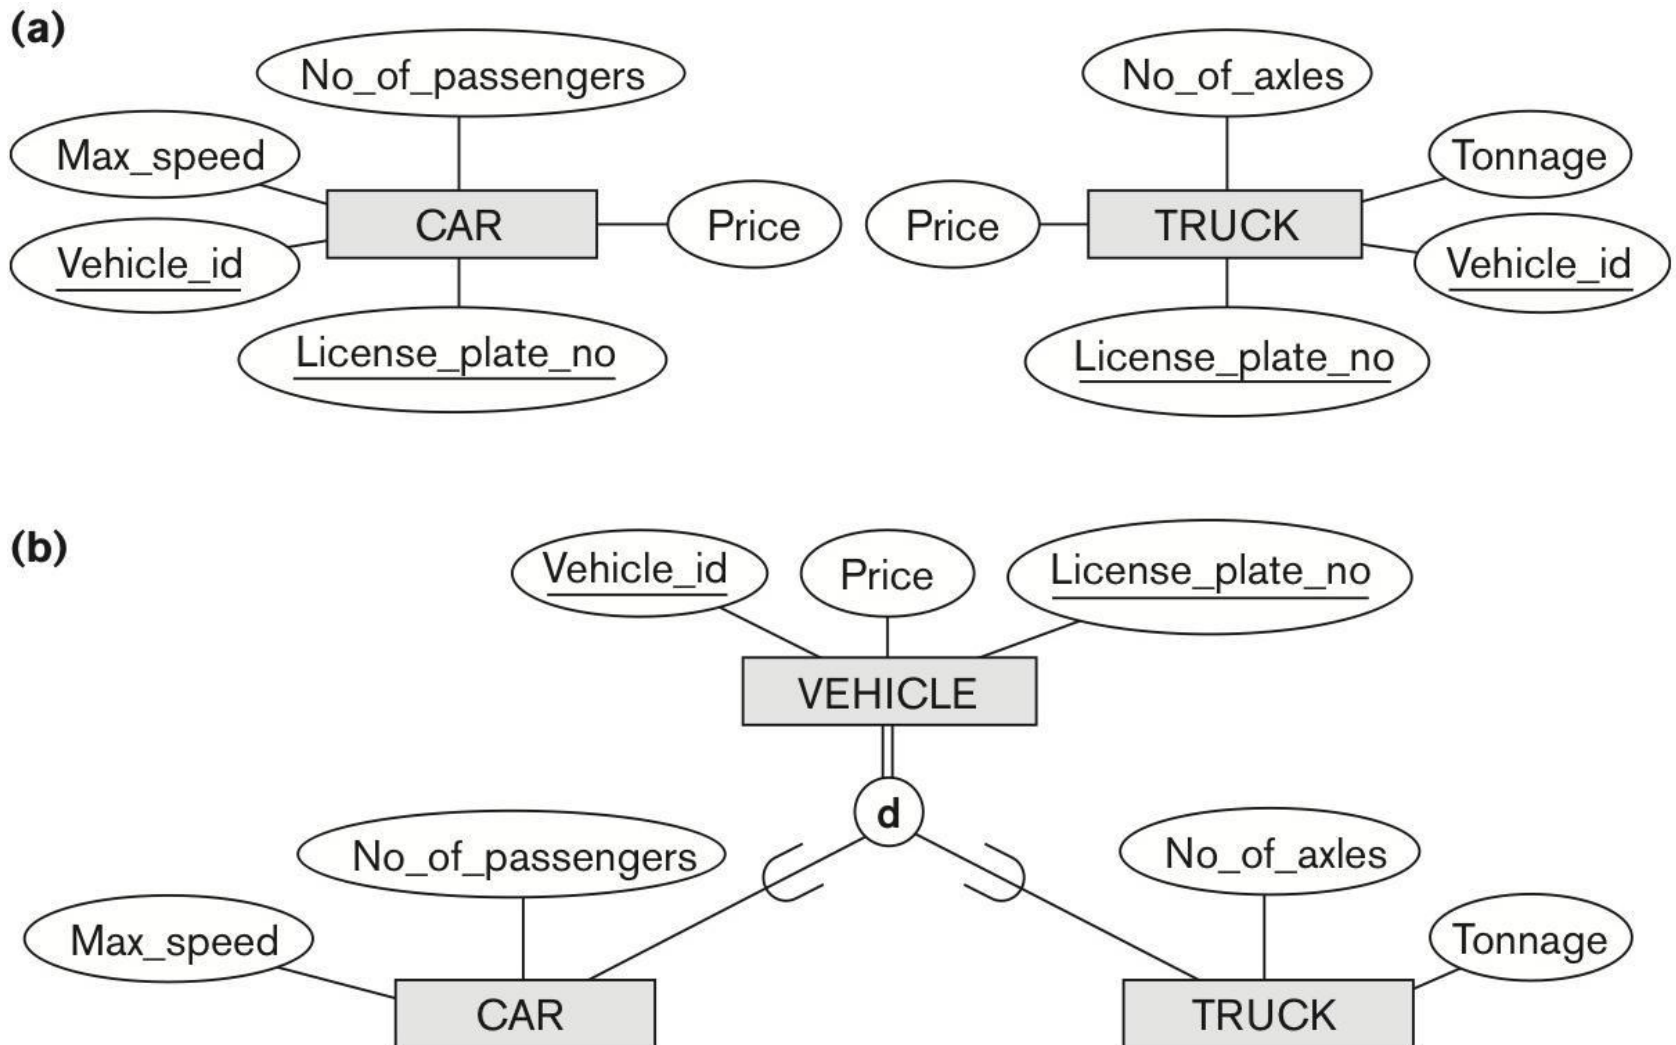 (a)
No_of_passengers
No_of_axles
Max_speed
Tonnage
CAR
Price
Price
TRUCK
Vehicle_id
Vehicle_id
License_plate_no
License_plate_no
(b)
Vehicle_id
Price
License_plate_no
VEHICLE
d
No_of_passengers
No_of_axles
Max_speed
Tonnage
CAR
TRUCK